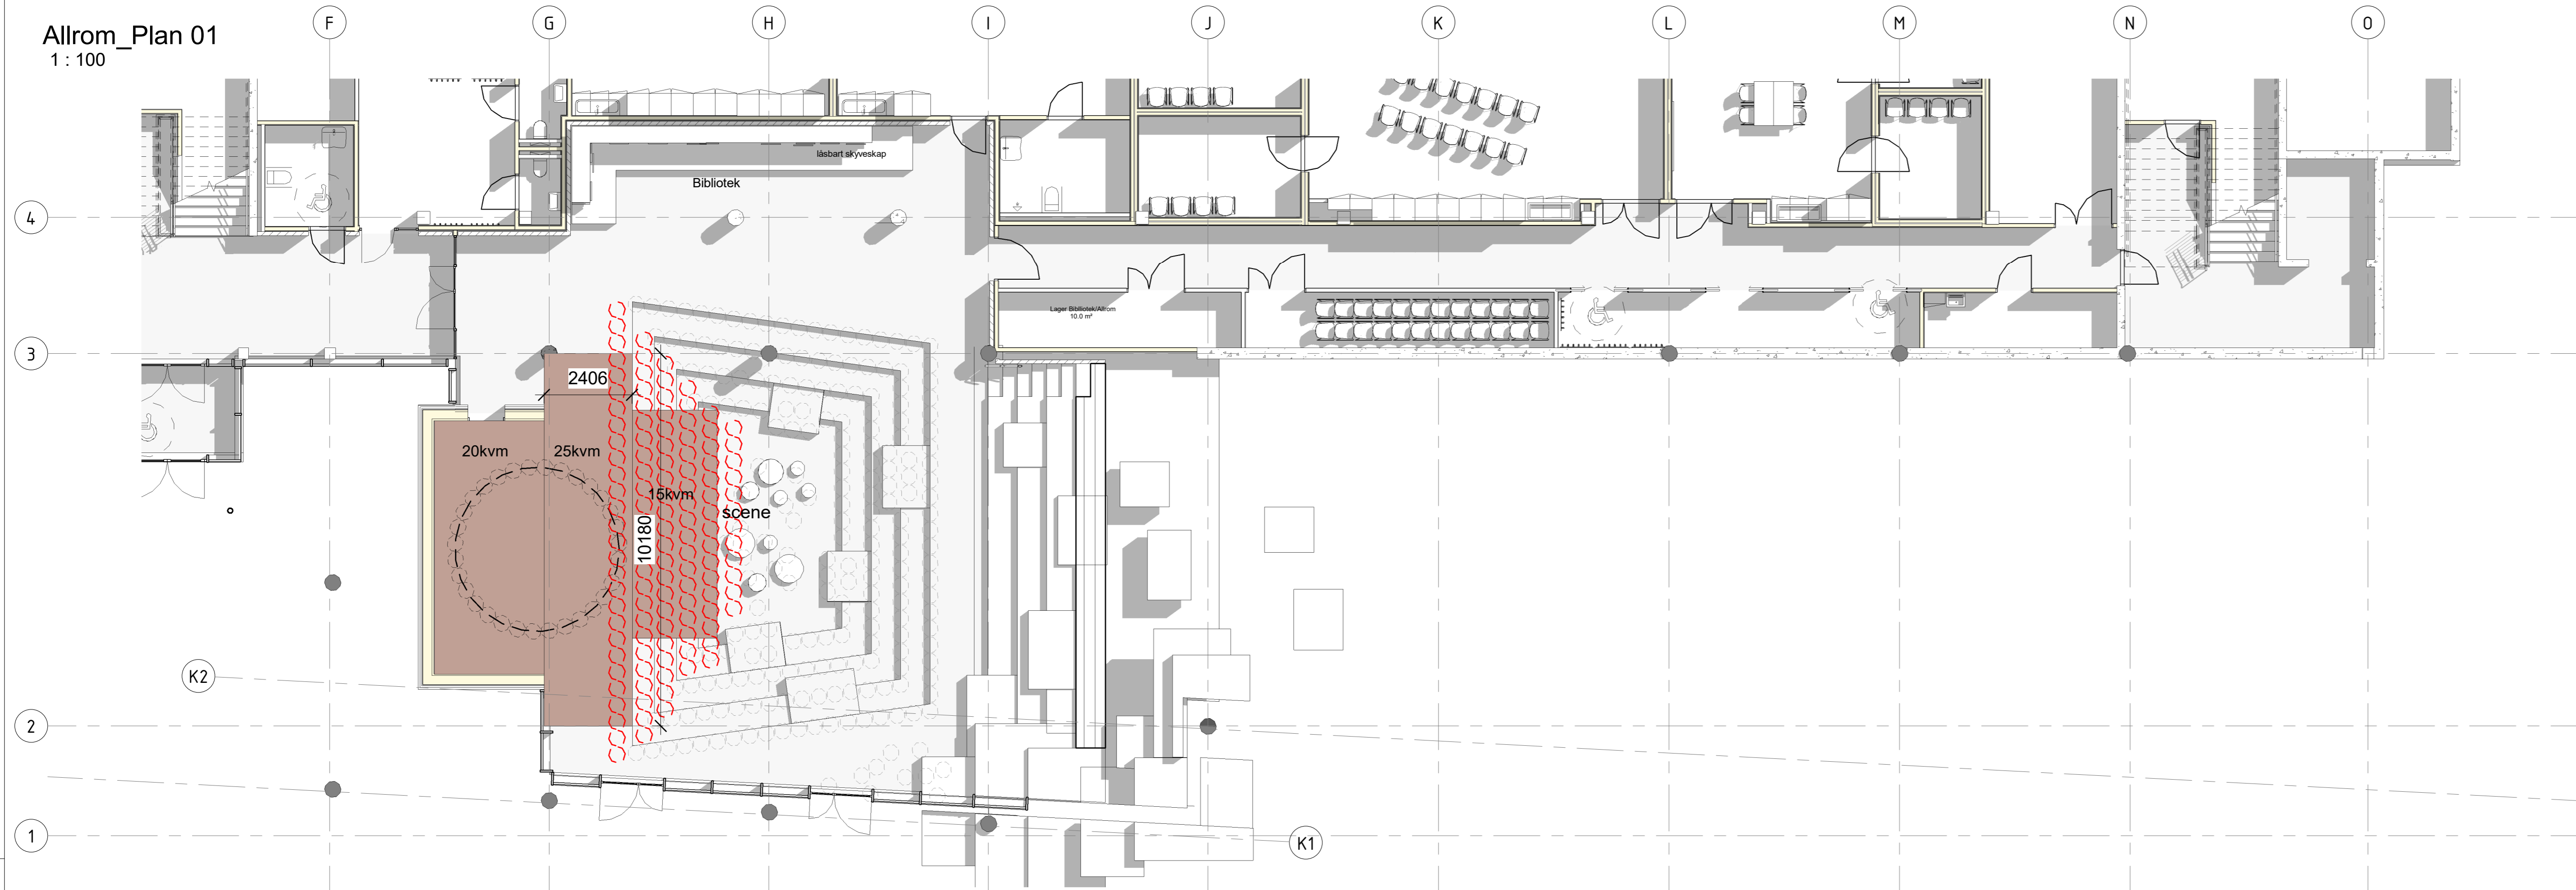 Allrom_Plan 01
1 : 100
F
G
H
I
J
K
L
M
N
O
låsbart skyveskap
Bibliotek
4
Lager Bibliotek/Allrom
10.0 m²
3
2406
20kvm
25kvm
15kvm
scene
10180
K2
2
1
K1